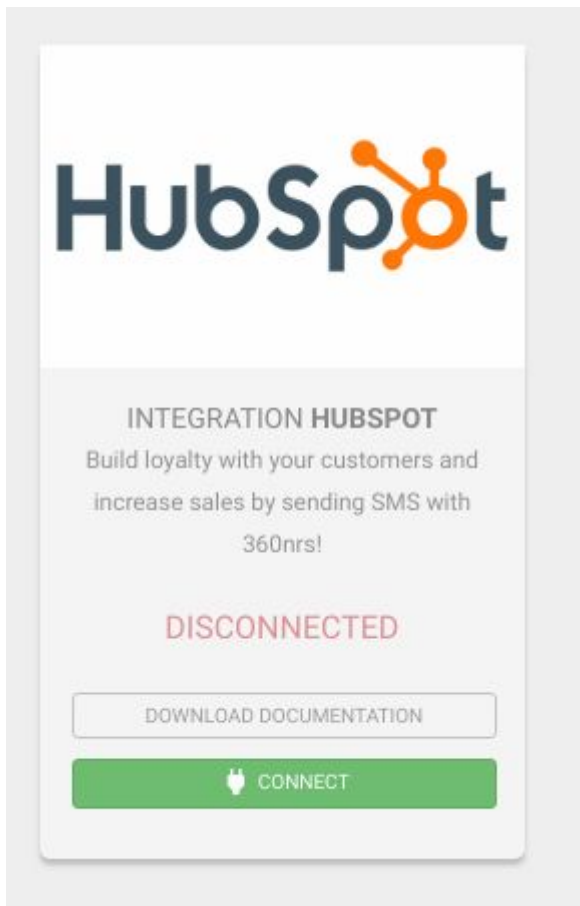 HubSpot
INTEGRATION HUBSPOT
Build loyalty with your customers and
increase sales by sending SMS with
360nrs!
DISCONNECTED
DOWNLOAD DOCUMENTATION
CONNECT